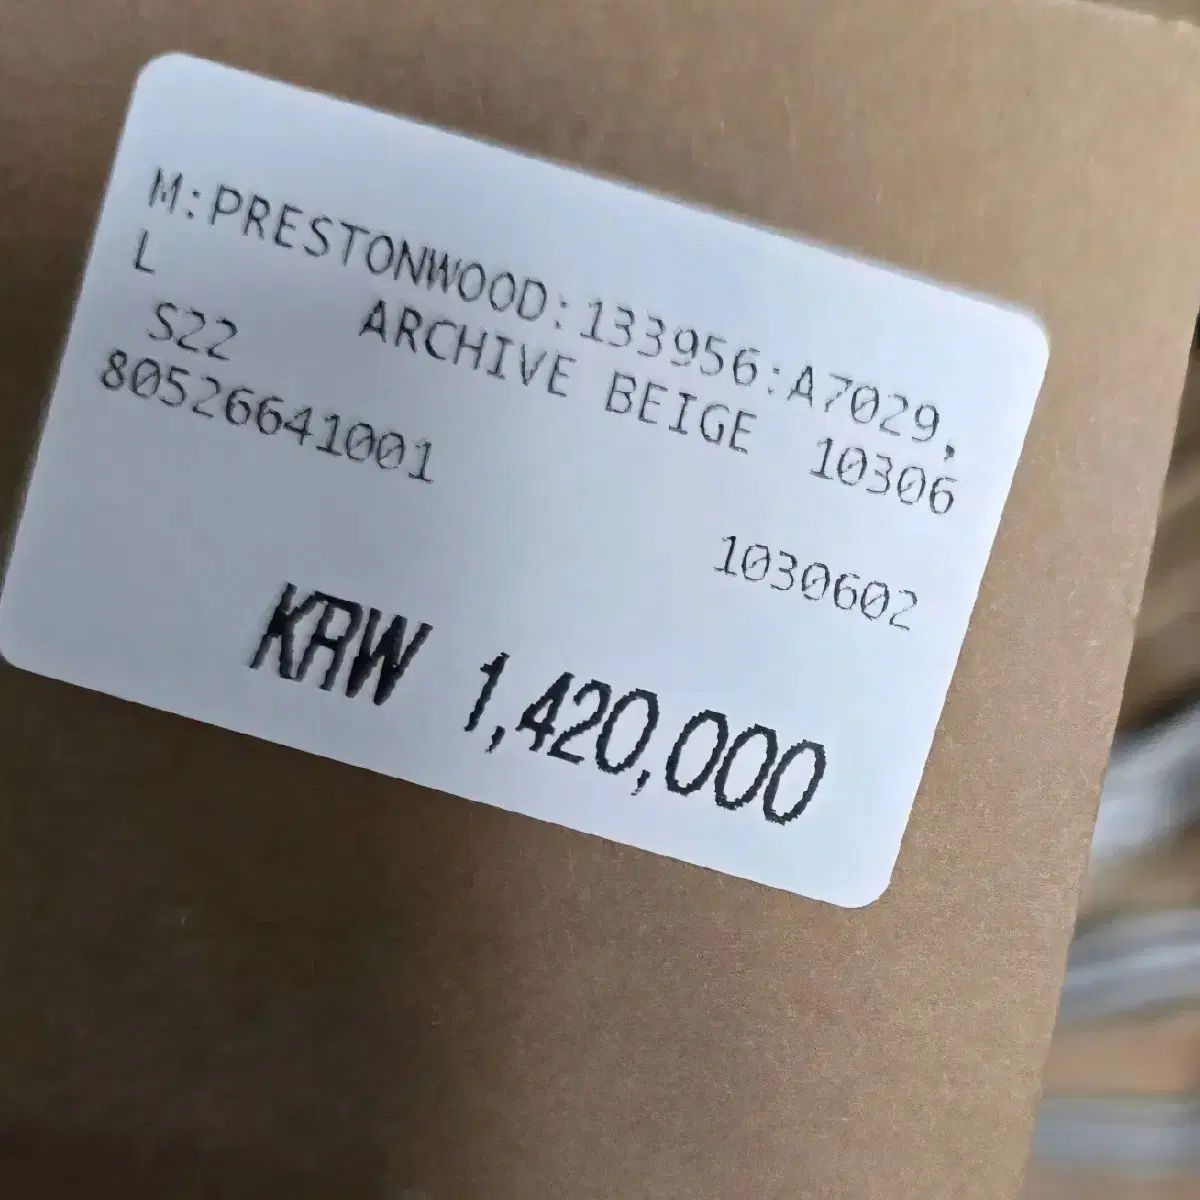 M:PRESTONWOOD:133956:A7029,
L ARCHIVE BEIGE 10306
S22
80526641001
1030602
KRW 1,420,000